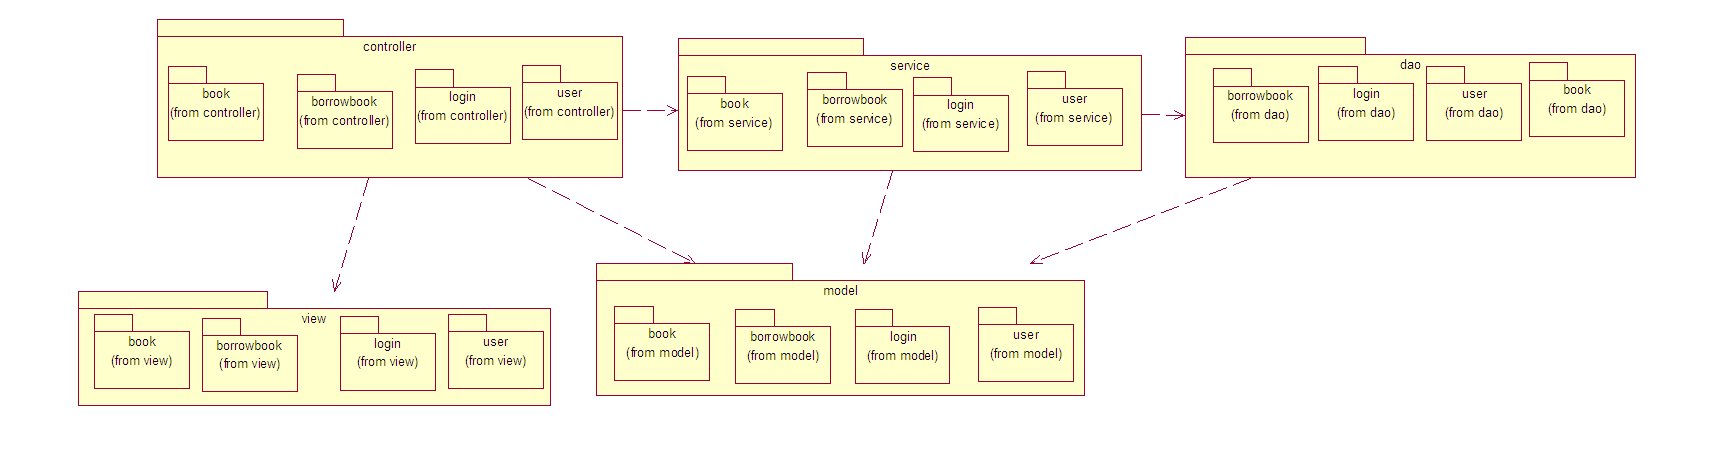 controller
book
(from controller)
borrowbook
(from controller)
login
(from controller)
user
(from controller)
service
book
(from service)
borrowbook
(from service)
login
(from service)
user
(from service)
dao
borrowbook
(from dao)
login
(from dao)
user
(from dao)
book
(from dao)
view
book
(from view)
borrowbook
(from view)
login
(from view)
user
(from view)
model
book
(from model)
borrowbook
(from model)
login
(from model)
user
(from model)